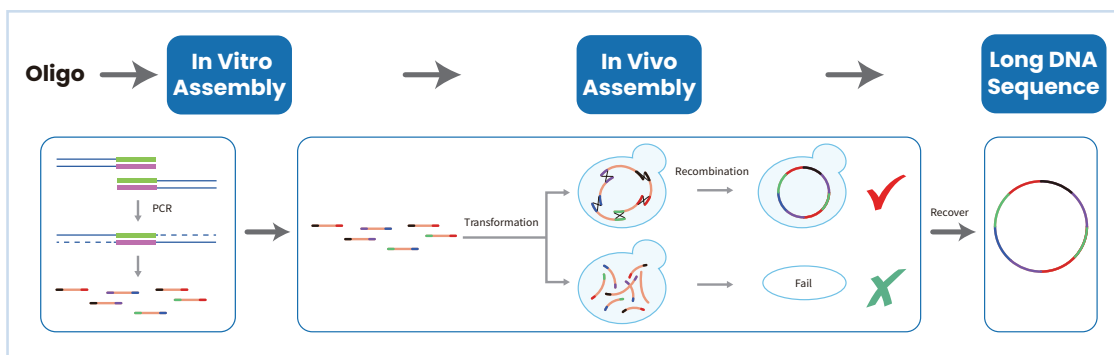 Oligo
In Vitro
Assembly
In Vivo
Assembly
Long DNA
Sequence
PCR
Transformation
Recombination
Fail
Recover